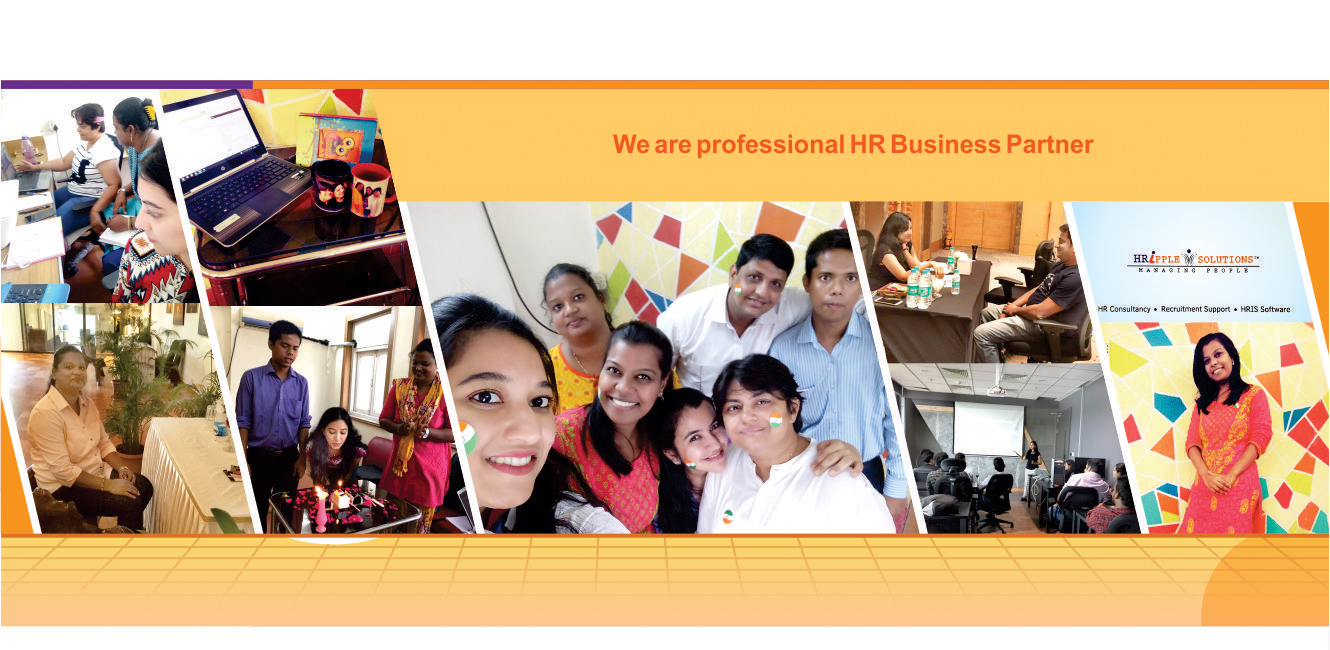 We are professional HR Business Partner
HRipple Solutions™
MANAGING PEOPLE
HR Consultancy • Recruitment Support • HRIS Software